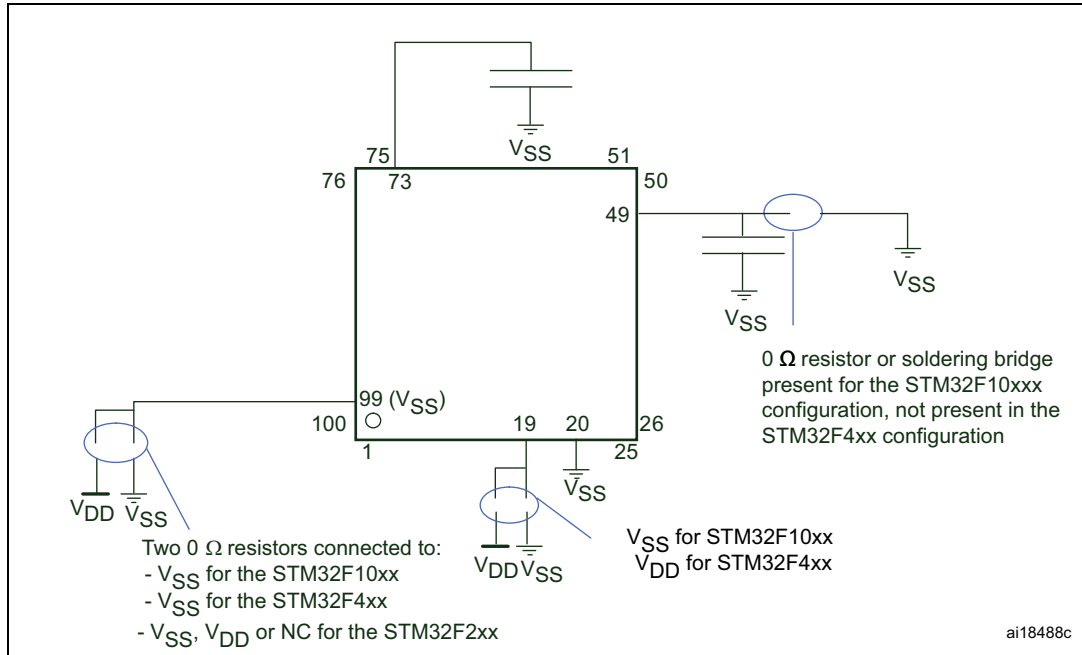 VSS
75
51
76
73
50
49
VSS
VSS
0 Ω resistor or soldering bridge
present for the STM32F10xxx
configuration, not present in the
STM32F4xx configuration
99 (VSS)
100
19
20
26
1
25
VSS
VDD
VSS
VDD
VSS
VSS for STM32F10xx
VDD for STM32F4xx
Two 0 Ω resistors connected to:
- VSS for the STM32F10xx
- VSS for the STM32F4xx
- VSS, VDD or NC for the STM32F2xx
ai18488c